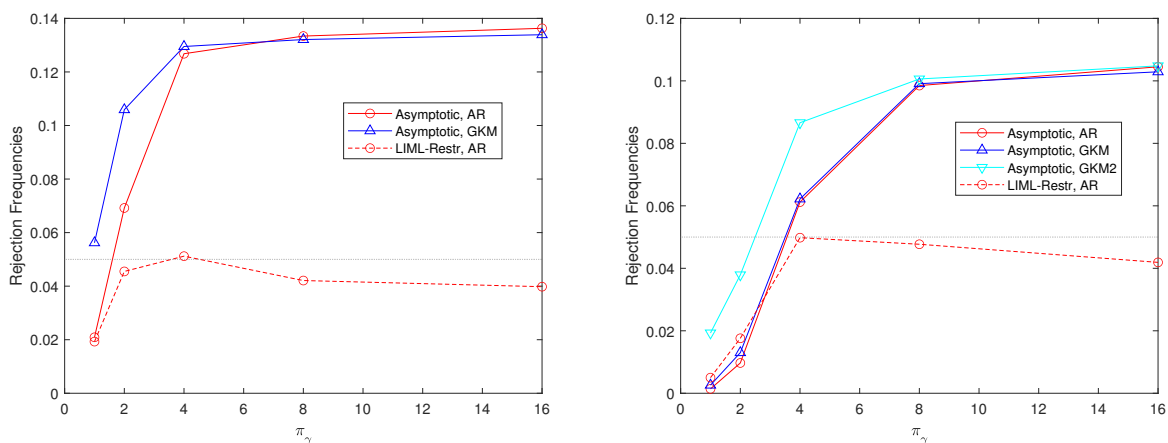 0.14
0.12
0.1
0.08
0.06
0.04
0.02
0
Rejection Frequencies
Asymptotic, AR
Asymptotic, GKM
LIML-Restr, AR
0 2 4 6 8 10 12 14 16
π_γ
0.12
0.1
0.08
0.06
0.04
0.02
0
Rejection Frequencies
Asymptotic, AR
Asymptotic, GKM
Asymptotic, GKM2
LIML-Restr, AR
0 2 4 6 8 10 12 14 16
π_γ